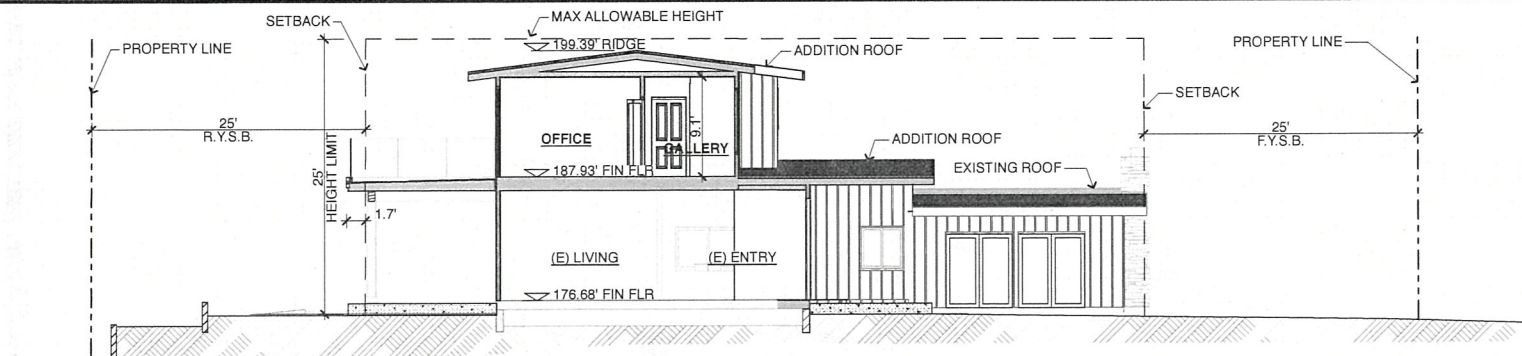 SETBACK
MAX ALLOWABLE HEIGHT
199.39' RIDGE
ADDITION ROOF
PROPERTY LINE
PROPERTY LINE
SETBACK
25'
R.Y.S.B.
25'
HEIGHT LIMIT
OFFICE
GALLERY
9.1'
187.93' FIN FLR
ADDITION ROOF
EXISTING ROOF
25'
F.Y.S.B.
1.7'
(E) LIVING
(E) ENTRY
176.68' FIN FLR